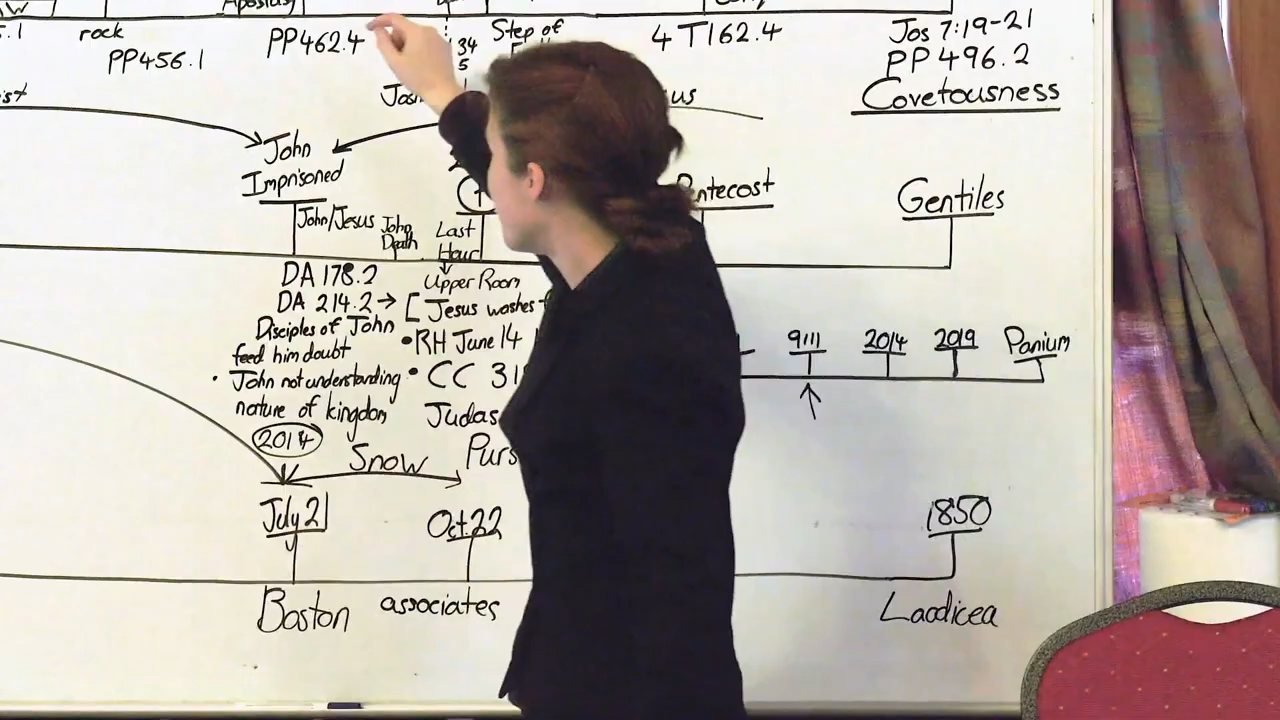 rock
PP456.1
PP462.4
34
5
Step of
4T162.4
Jos 7:19-21
PP 496.2
Covetousness
John
Imprisoned
John/Jesus
John
Death
Last
Hour
Pentecost
Gentiles
DA 178.2
DA 214.2 →
Disciples of John
feed him doubt
• John not understanding
nature of kingdom
Upper Room
[Jesus washes
• RH June 14
• CC 31
Judas
2014
Snow
9/11
2014
2019
Panium
July 21
Oct.22
1850
Boston
associates
Laodicea